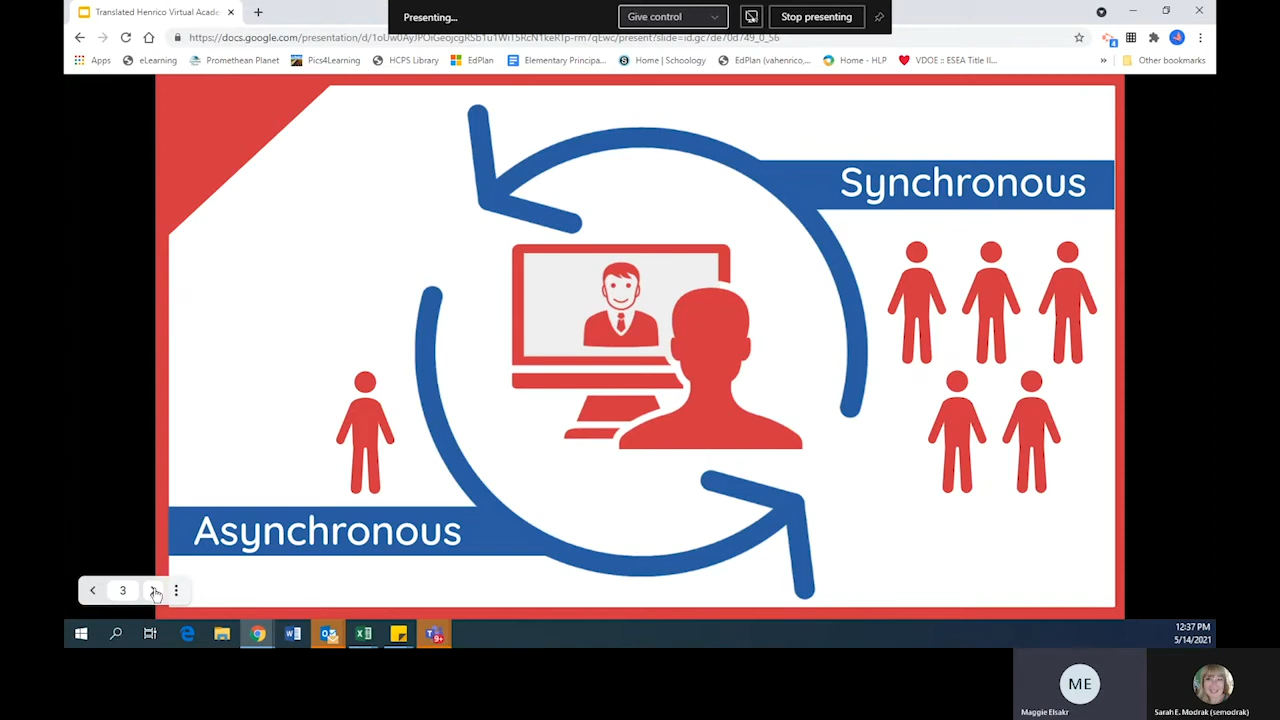 Presenting...
Give control
Stop presenting
Translated Henrico Virtual Acade
Apps
eLearning
Promethean Planet
Pics4Learning
HCPS Library
EdPlan
Elementary Principa...
Home | Schoology
EdPlan (vahenrico,...
Home - HLP
VDOE :: ESEA Title II...
»
Other bookmarks
Synchronous
Asynchronous
3
12:37 PM
5/14/2021
9+
ME
Maggie Elsakr
Sarah E. Modrak (semodrak)